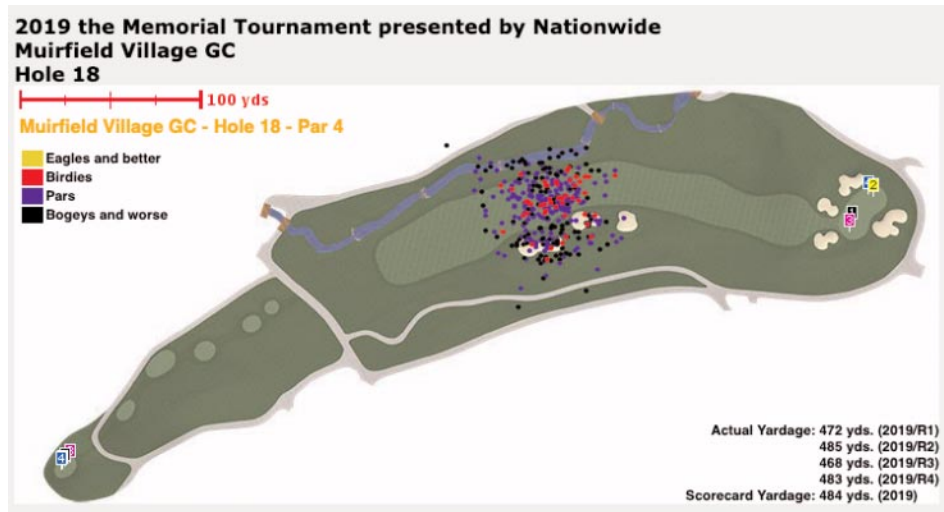 2019 the Memorial Tournament presented by Nationwide
Muirfield Village GC
Hole 18
100 yds
Muirfield Village GC - Hole 18 - Par 4
Eagles and better
Birdies
Pars
Bogeys and worse
2
1
3
3
4
Actual Yardage: 472 yds. (2019/R1)
485 yds. (2019/R2)
468 yds. (2019/R3)
483 yds. (2019/R4)
Scorecard Yardage: 484 yds. (2019)